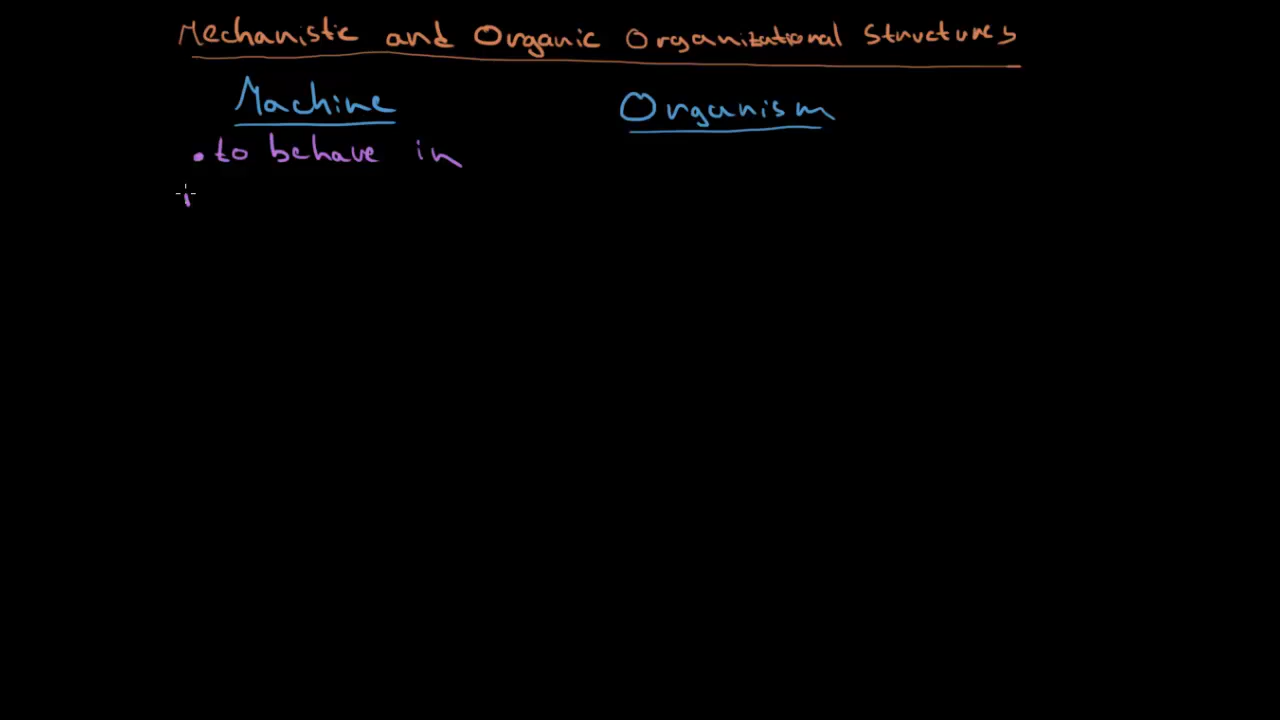 Mechanistic and Organic Organizational Structures
Machine
Organism
• to behave in